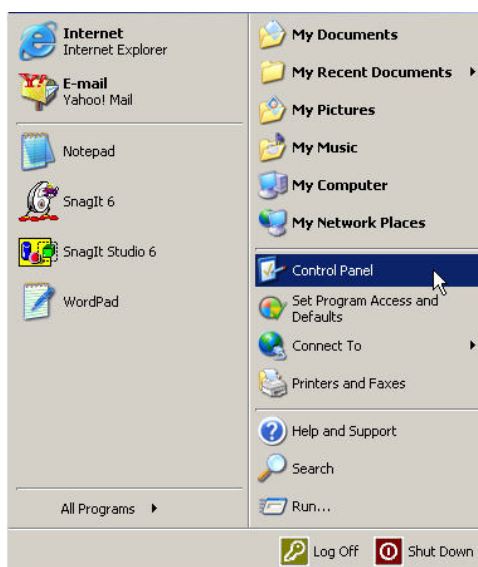 Internet
Internet Explorer
E-mail
Yahoo! Mail
Notepad
SnagIt 6
SnagIt Studio 6
WordPad
All Programs
My Documents
My Recent Documents
My Pictures
My Music
My Computer
My Network Places
Control Panel
Set Program Access and
Defaults
Connect To
Printers and Faxes
Help and Support
Search
Run...
Log Off
Shut Down